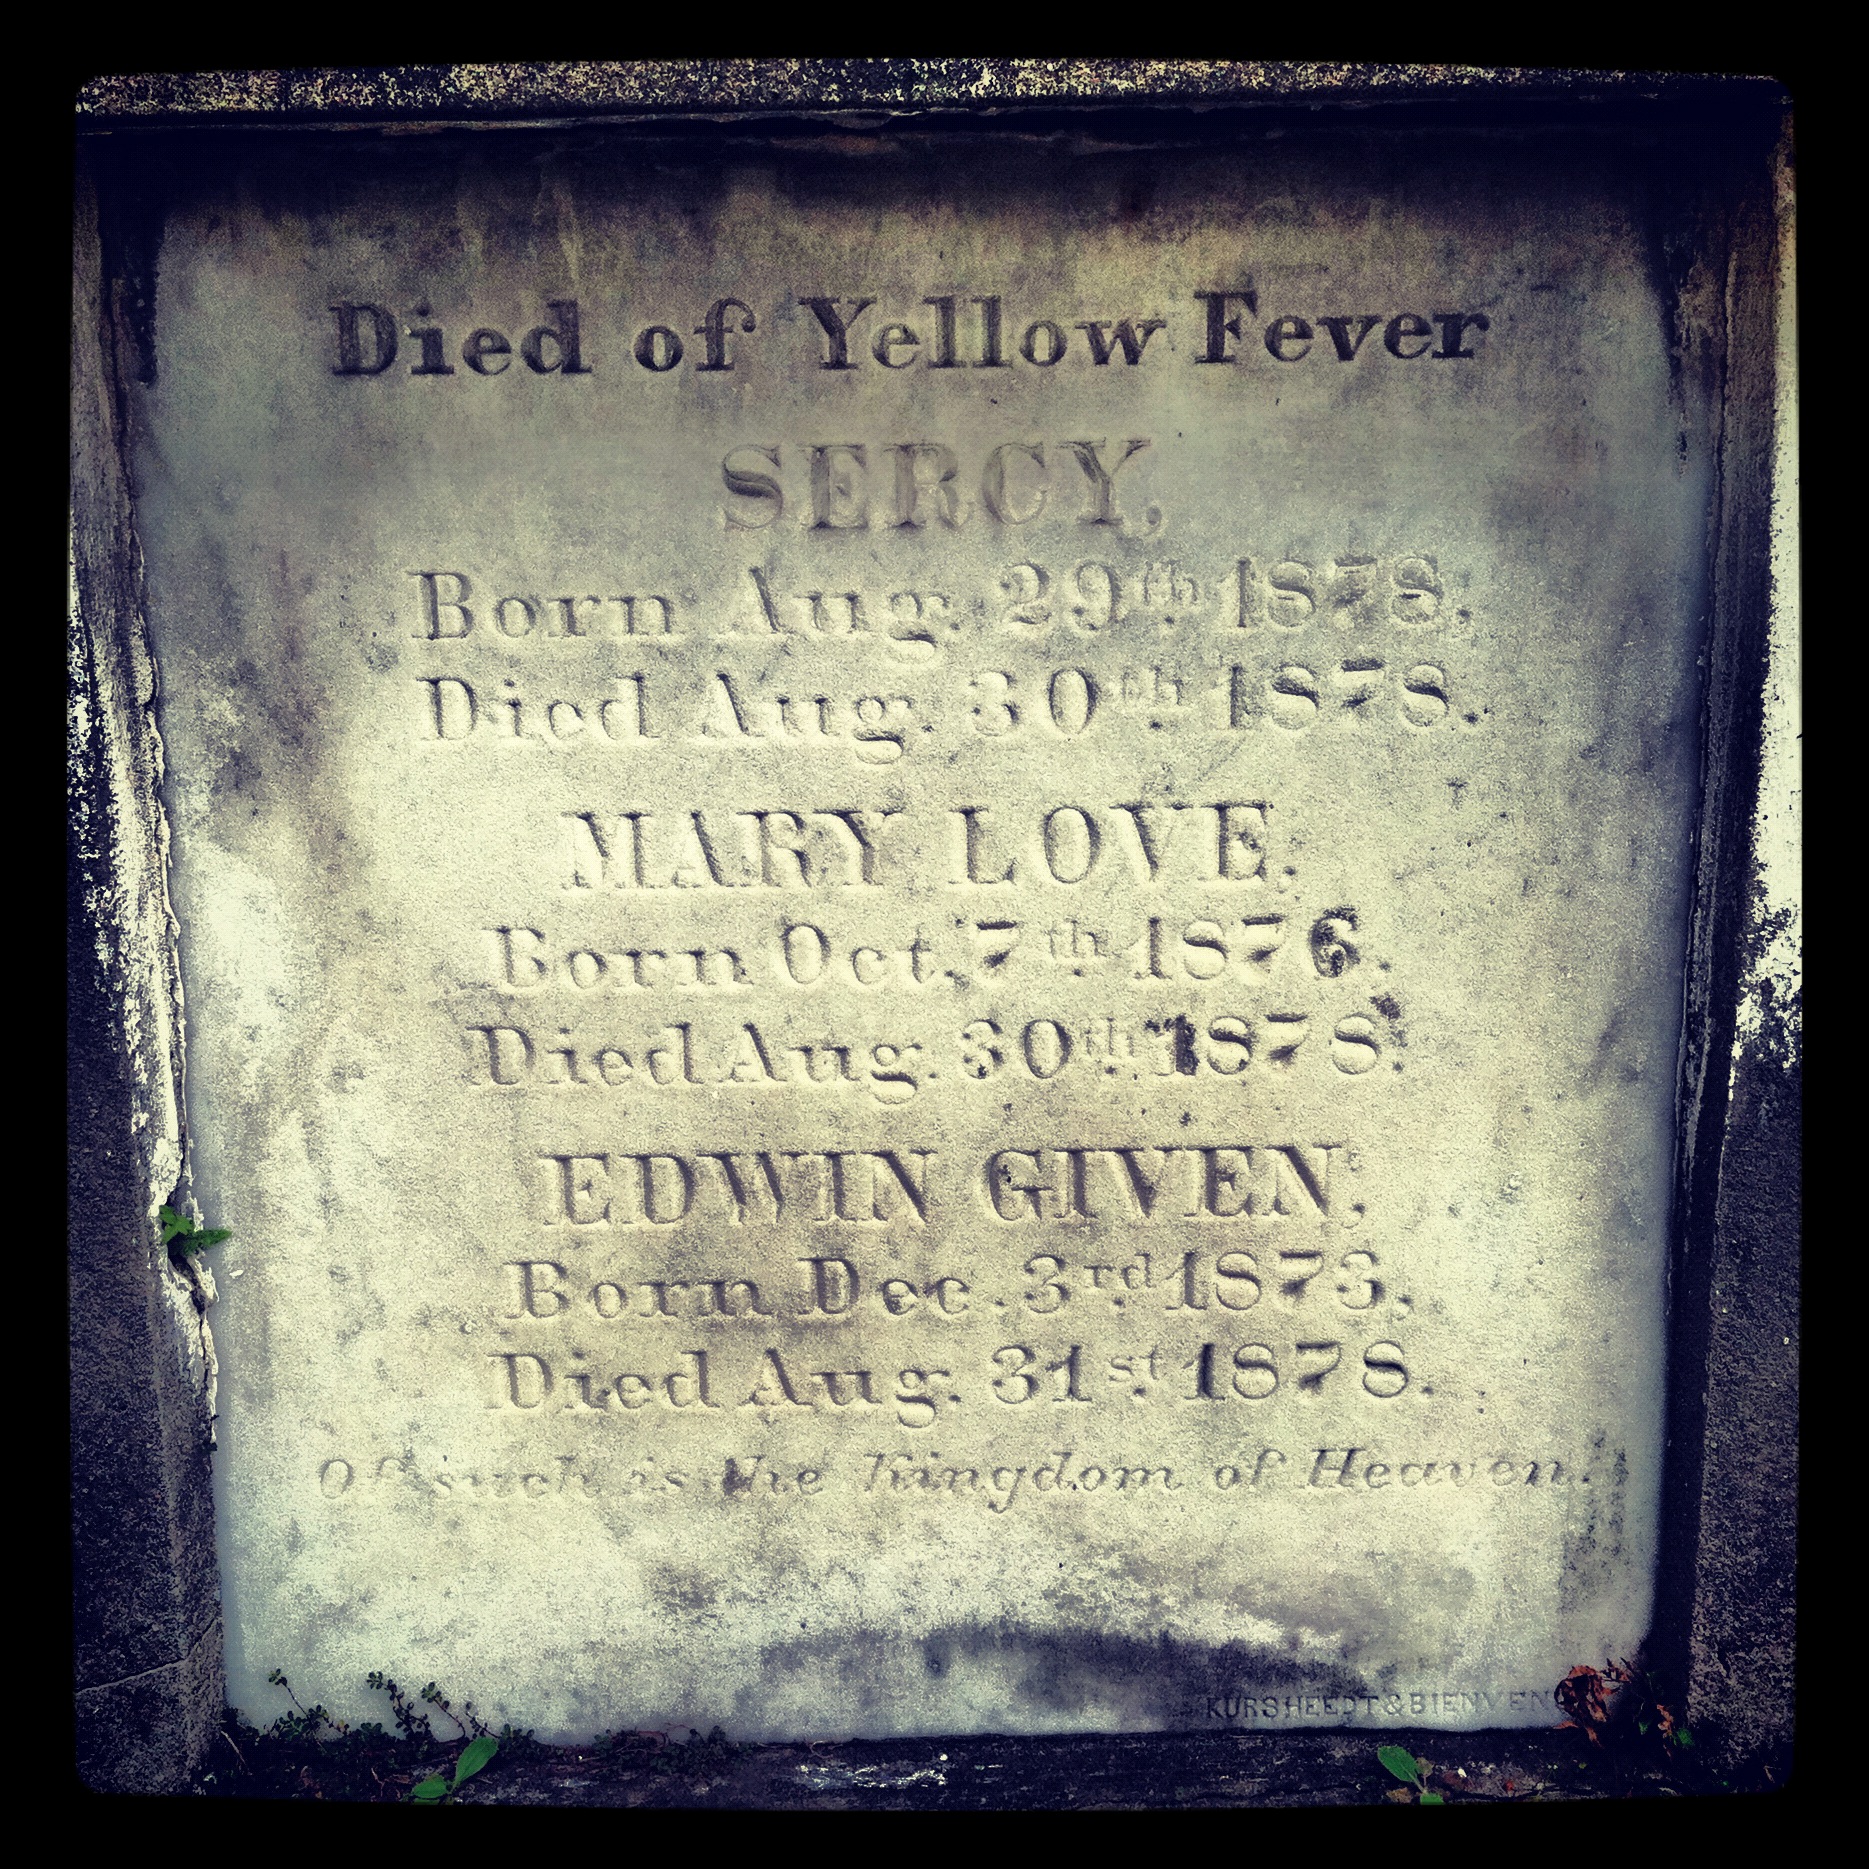 Died of Yellow Fever
SERCY,
Born Aug. 29th. 1878,
Died Aug. 30th. 1878.
MARY LOVE,
Born Oct. 7th. 1876.
Died Aug. 30th. 1878.
EDWIN GIVEN,
Born Dec. 3rd. 1873,
Died Aug. 31st. 1878.
Of such is the Kingdom of Heaven.
KURSHEEDT & BIENVEN